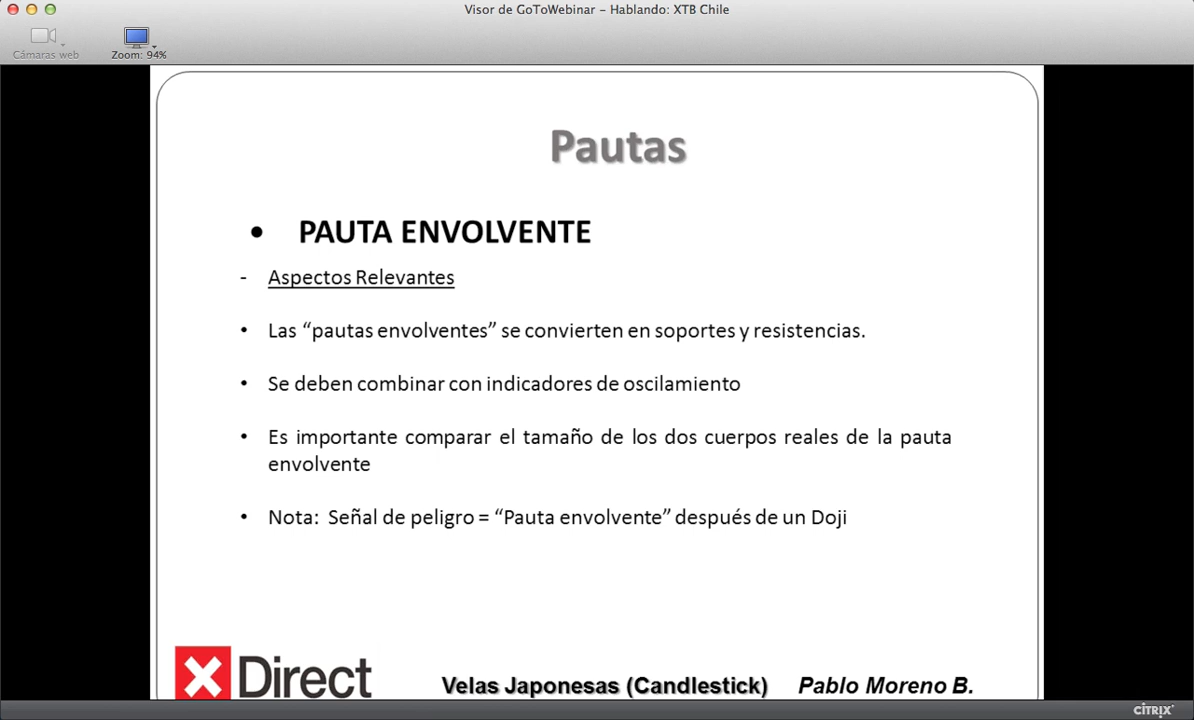 Visor de GoToWebinar – Hablando: XTB Chile
Cámaras web
Zoom: 94%
Pautas
• PAUTA ENVOLVENTE
- Aspectos Relevantes
• Las “pautas envolventes” se convierten en soportes y resistencias.
• Se deben combinar con indicadores de oscilamiento
• Es importante comparar el tamaño de los dos cuerpos reales de la pauta
envolvente
• Nota: Señal de peligro = “Pauta envolvente” después de un Doji
X Direct
Velas Japonesas (Candlestick) Pablo Moreno B.
CITRIX